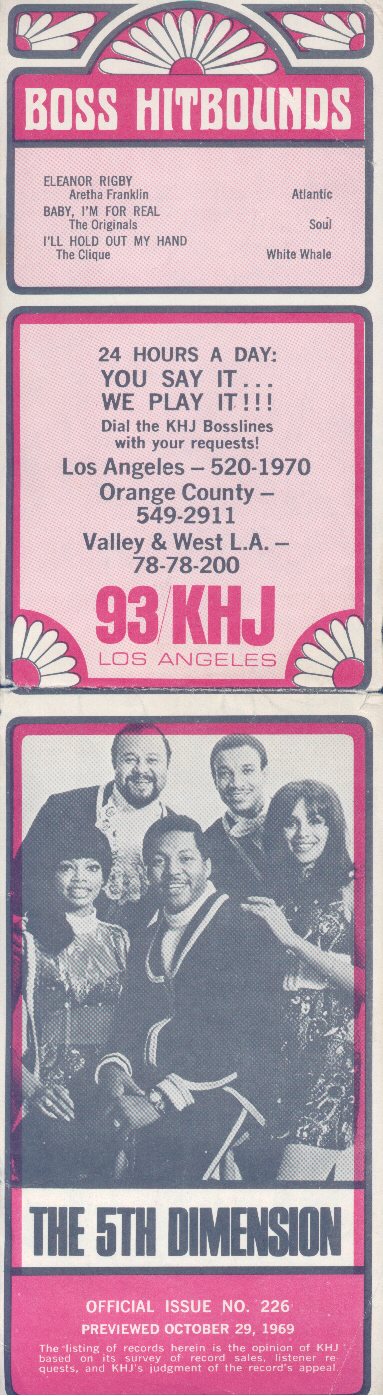 BOSS HITBOUNDS
ELEANOR RIGBY
Aretha Franklin Atlantic
BABY, I'M FOR REAL
The Originals Soul
I'LL HOLD OUT MY HAND
The Clique White Whale
24 HOURS A DAY:
YOU SAY IT...
WE PLAY IT!!!
Dial the KHJ Bosslines
with your requests!
Los Angeles – 520-1970
Orange County –
549-2911
Valley & West L.A. –
78-78-200
93/KHJ
LOS ANGELES
THE 5TH DIMENSION
OFFICIAL ISSUE NO. 226
PREVIEWED OCTOBER 29, 1969
The listing of records herein is the opinion of KHJ
based on its survey of record sales, listener re
quests, and KHJ's judgment of the record's appeal.